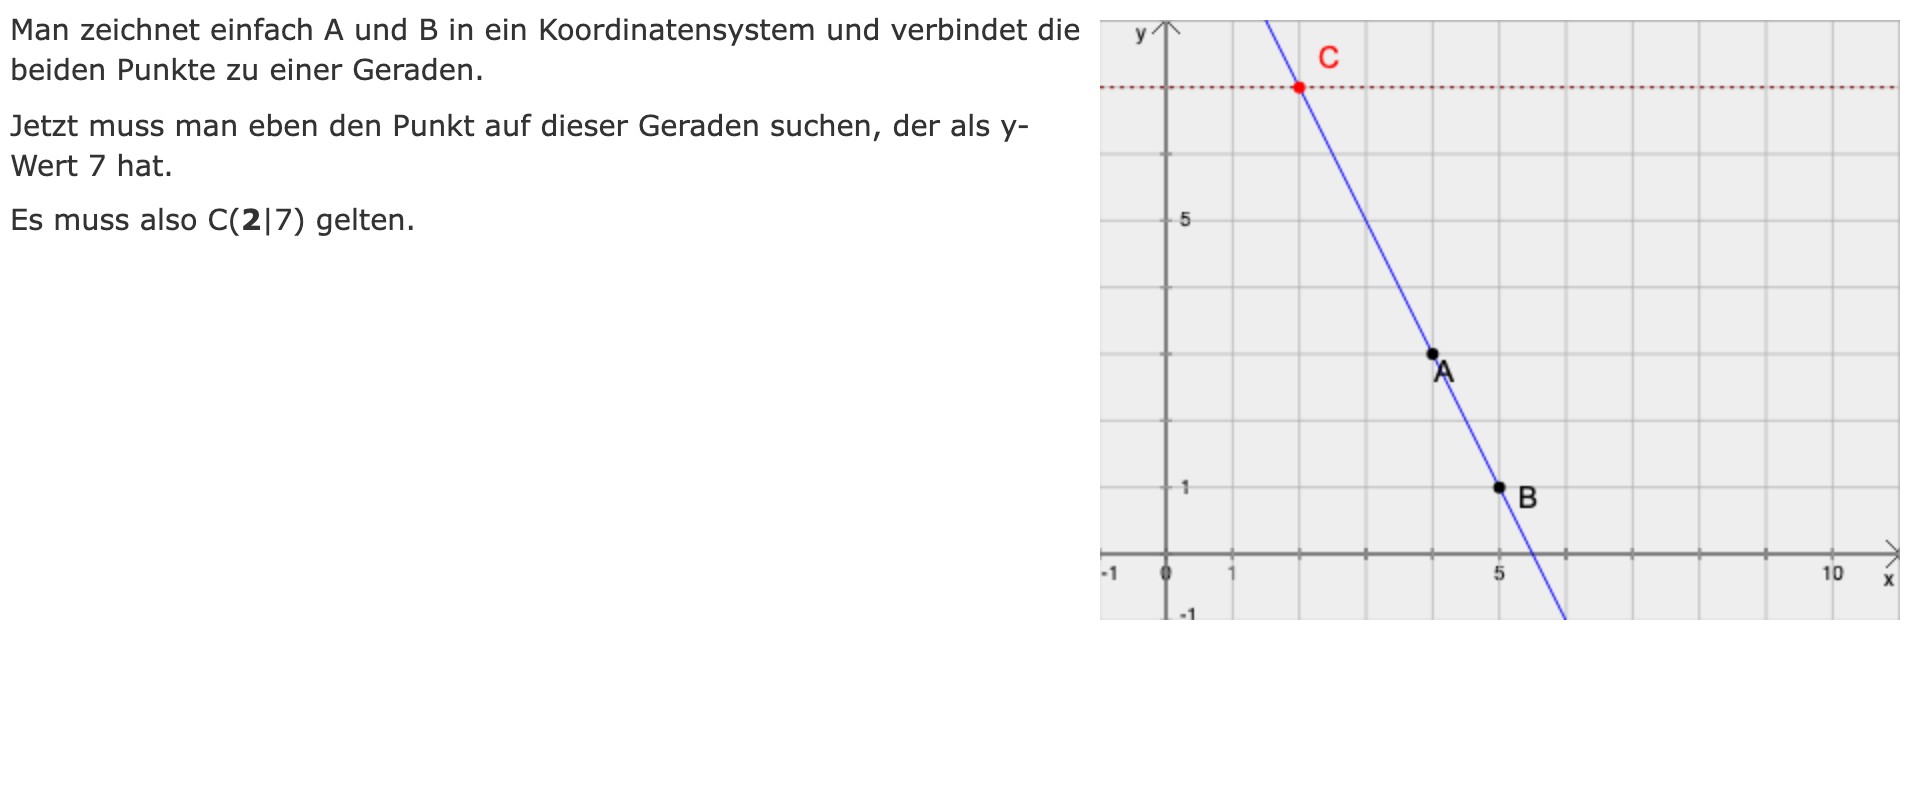 Man zeichnet einfach A und B in ein Koordinatensystem und verbindet die
beiden Punkte zu einer Geraden.
Jetzt muss man eben den Punkt auf dieser Geraden suchen, der als y-
Wert 7 hat.
Es muss also C(2|7) gelten.
y
C
5
A
1
B
-1
0
1
5
10
x
-1